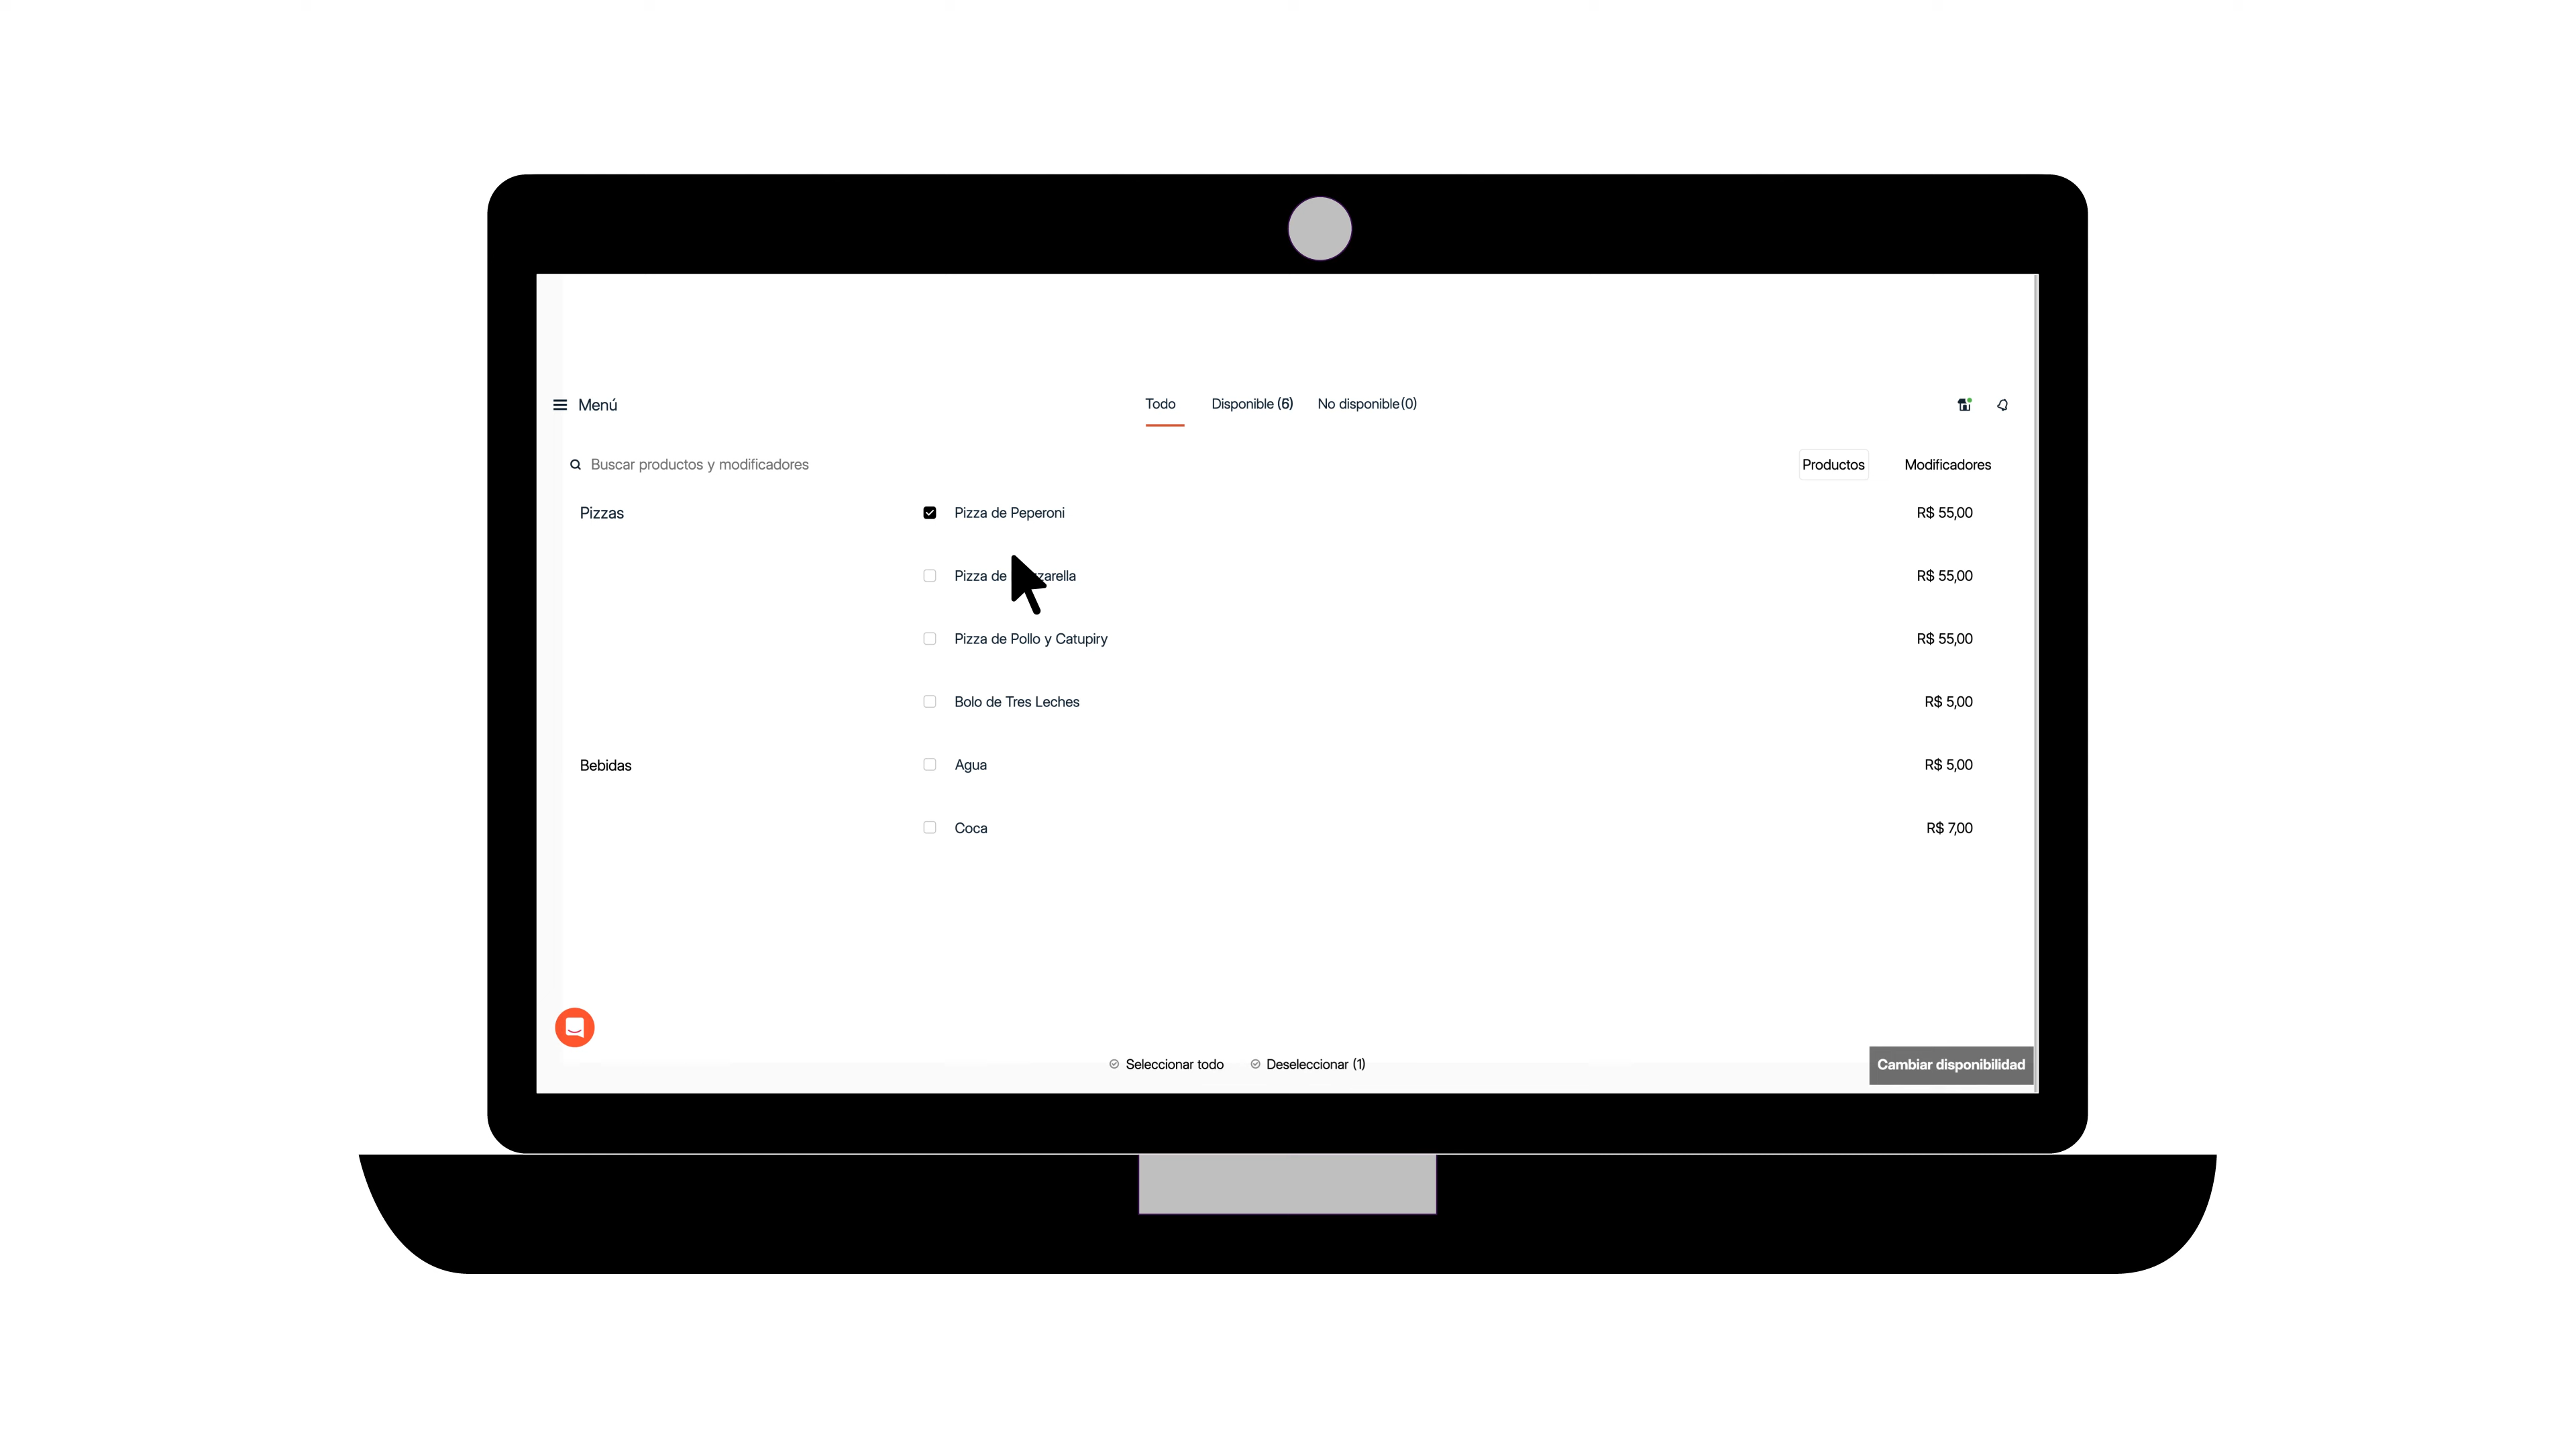 Menú
Todo Disponible (6) No disponible(0)
Buscar productos y modificadores
Productos Modificadores
Pizzas Pizza de Peperoni R$ 55,00
Pizza de zarella R$ 55,00
Pizza de Pollo y Catupiry R$ 55,00
Bolo de Tres Leches R$ 5,00
Bebidas Agua R$ 5,00
Coca R$ 7,00
Seleccionar todo Deseleccionar (1) Cambiar disponibilidad